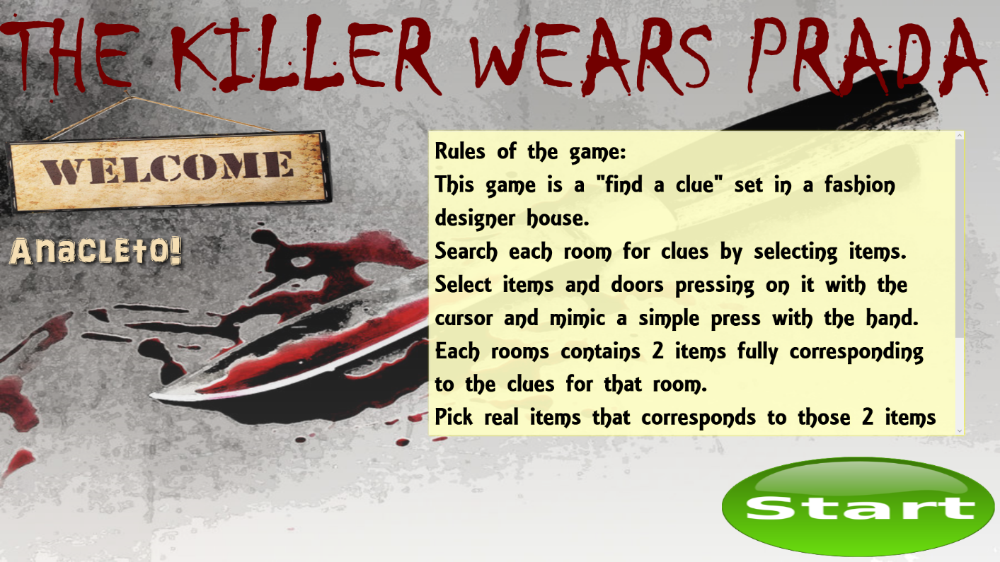 THE KILLER WEARS PRADA
WELCOME
Anacleto!
Rules of the game:
This game is a "find a clue" set in a fashion
designer house.
Search each room for clues by selecting items.
Select items and doors pressing on it with the
cursor and mimic a simple press with the hand.
Each rooms contains 2 items fully corresponding
to the clues for that room.
Pick real items that corresponds to those 2 items
Start